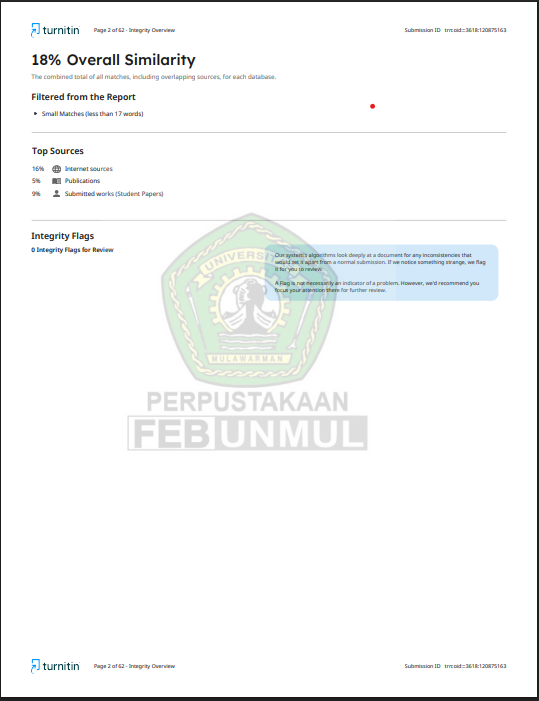 turnitin Page 2 of 62 - Integrity Overview Submission ID trn:oid:::3618:120875163
18% Overall Similarity
The combined total of all matches, including overlapping sources, for each database.
Filtered from the Report
Small Matches (less than 17 words)
Top Sources
16% Internet sources
5% Publications
9% Submitted works (Student Papers)
Integrity Flags
0 Integrity Flags for Review
Our system's algorithms look deeply at a document for any inconsistencies that
would set it apart from a normal submission. If we notice something strange, we flag
it for you to review.
A Flag is not necessarily an indicator of a problem. However, we'd recommend you
focus your attention there for further review.
MULAWARMAN
PERPUSTAKAAN
FEB UNMUL
turnitin Page 2 of 62 - Integrity Overview Submission ID trn:oid:::3618:120875163